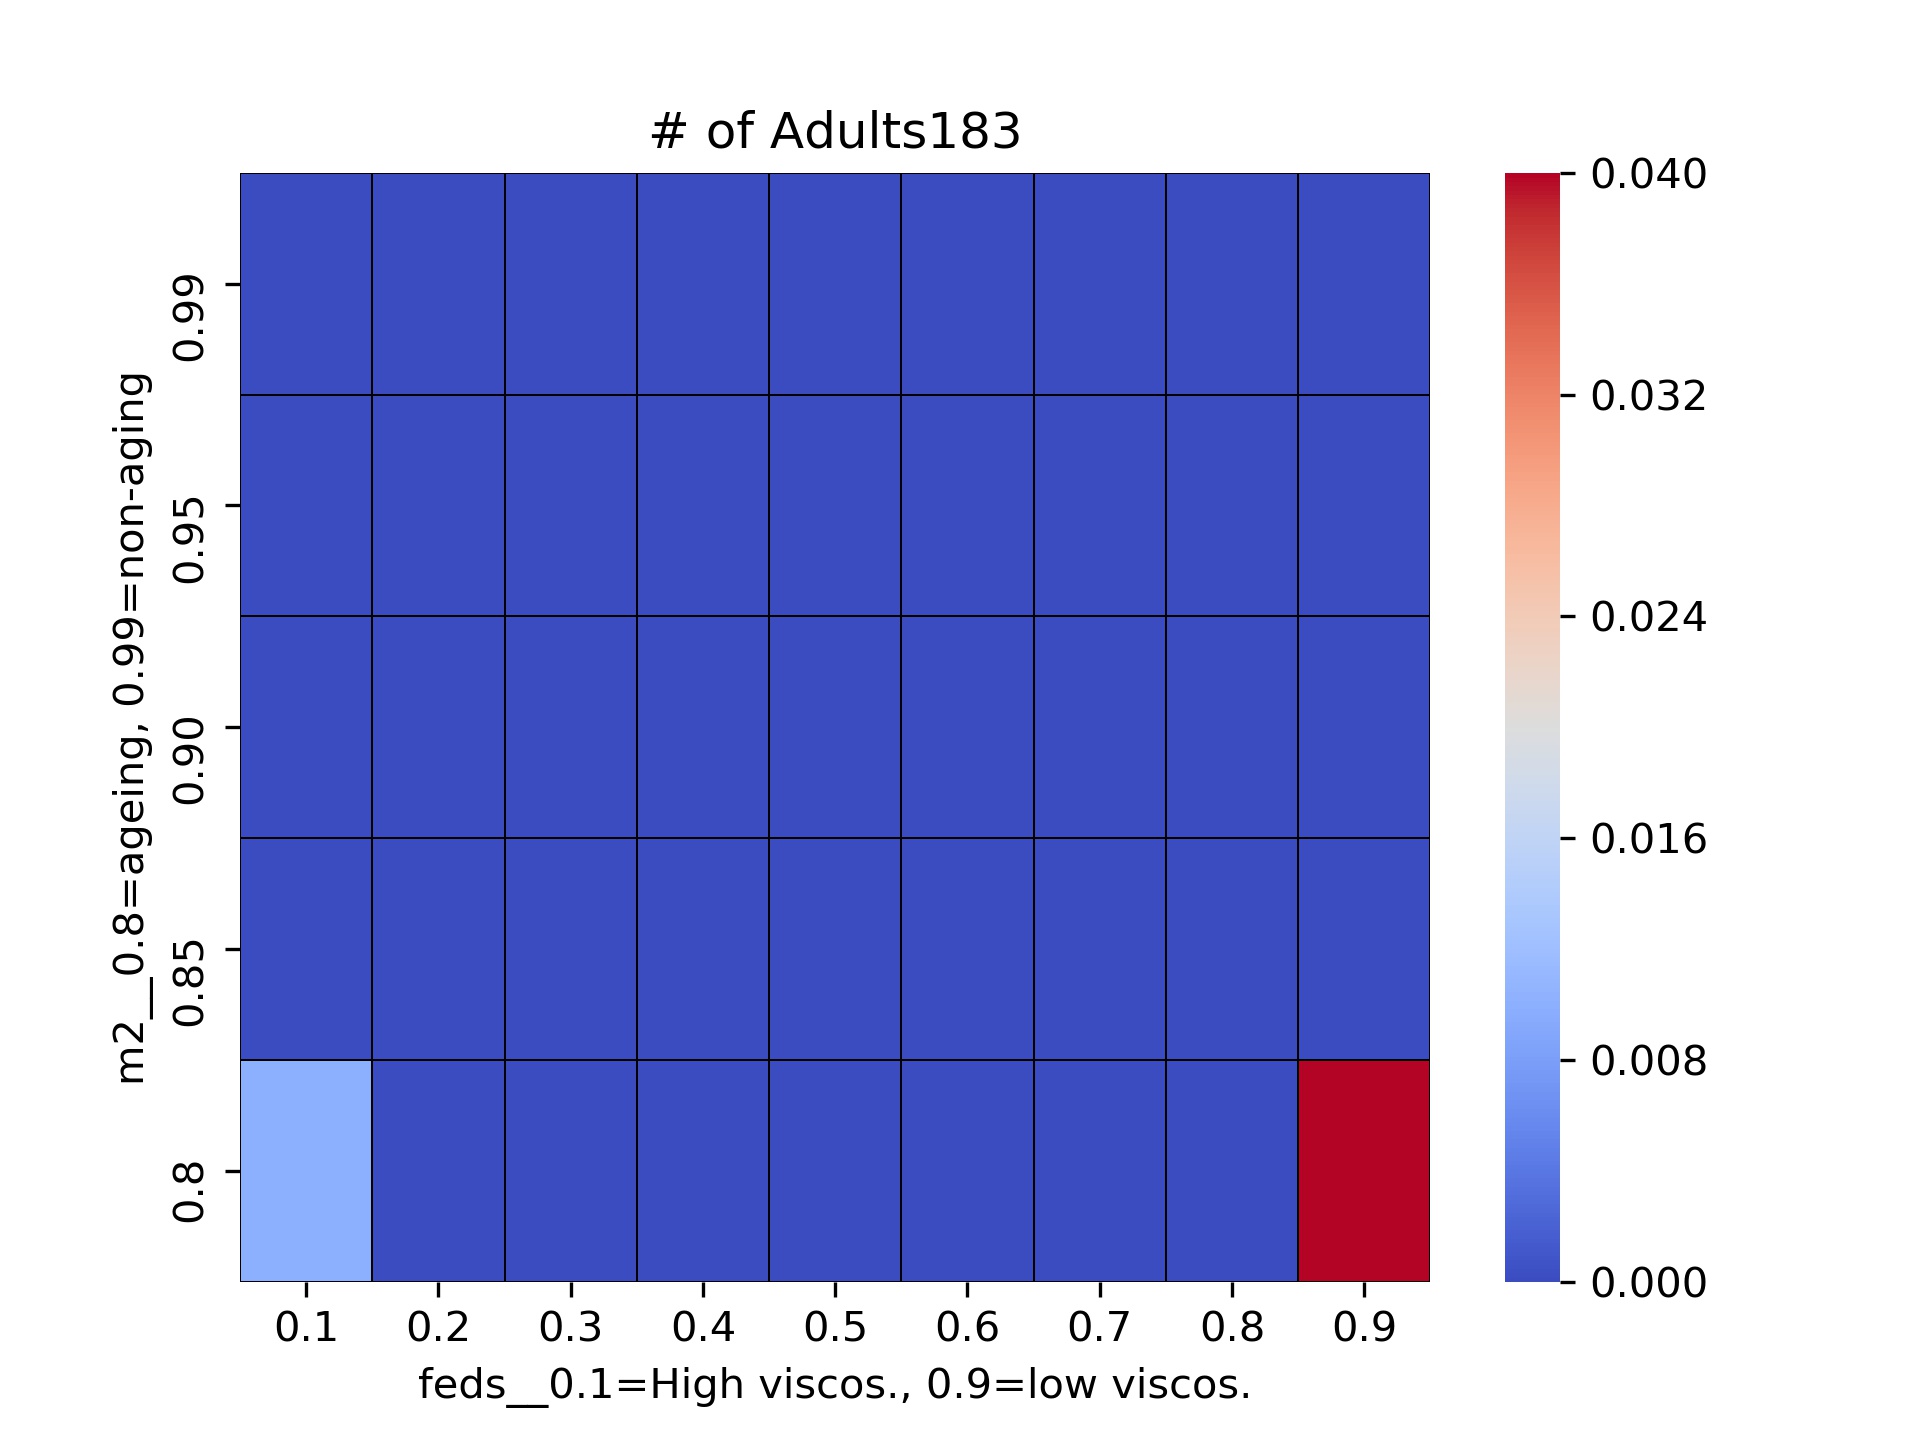 # of Adults183
m2__0.8=ageing, 0.99=non-aging
0.99
0.95
0.90
0.85
0.8
0.1 0.2 0.3 0.4 0.5 0.6 0.7 0.8 0.9
feds__0.1=High viscos., 0.9=low viscos.
0.040
0.032
0.024
0.016
0.008
0.000